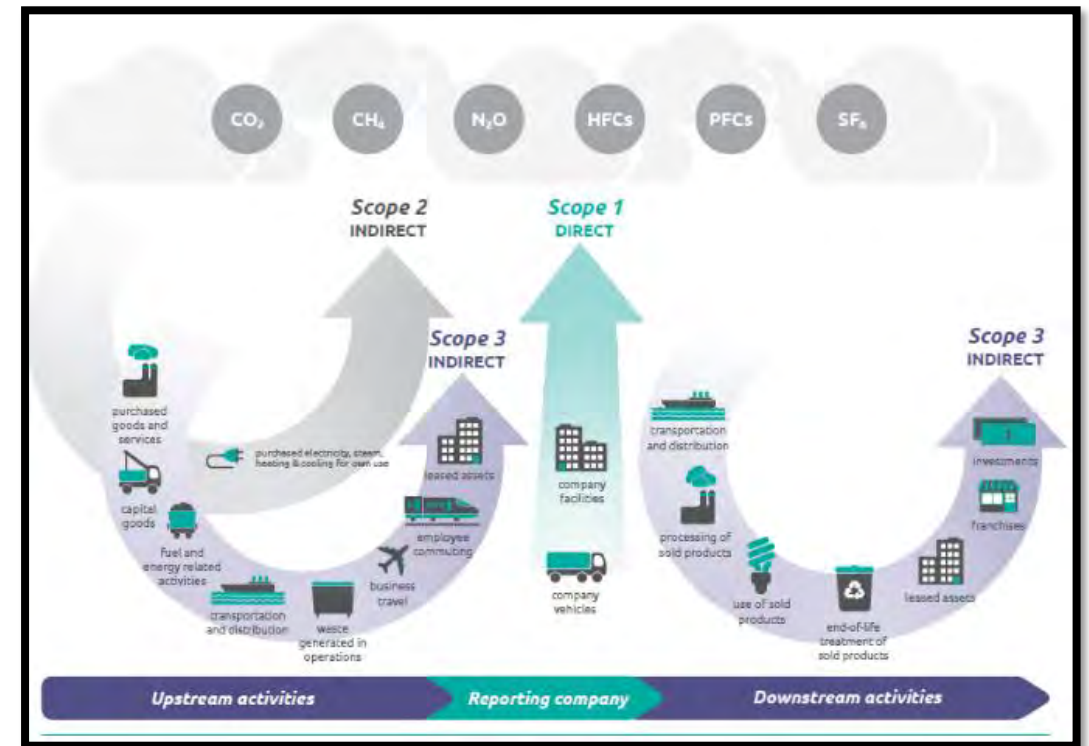 CO₂ CH₄ N₂O HFCs PFCs SF₆
Scope 2
INDIRECT
Scope 1
DIRECT
Scope 3
INDIRECT
Scope 3
INDIRECT
purchased
goods and
services
capital
goods
fuel and
energy related
activities
purchased electricity, steam,
heating & cooling for own use
transportation
and distribution
waste
generated in
operations
business
travel
employee
commuting
leased assets
company
facilities
company
vehicles
transportation
and distribution
processing of
sold products
use of sold
products
end-of-life
treatment of
sold products
leased assets
franchises
investments
Upstream activities
Reporting company
Downstream activities